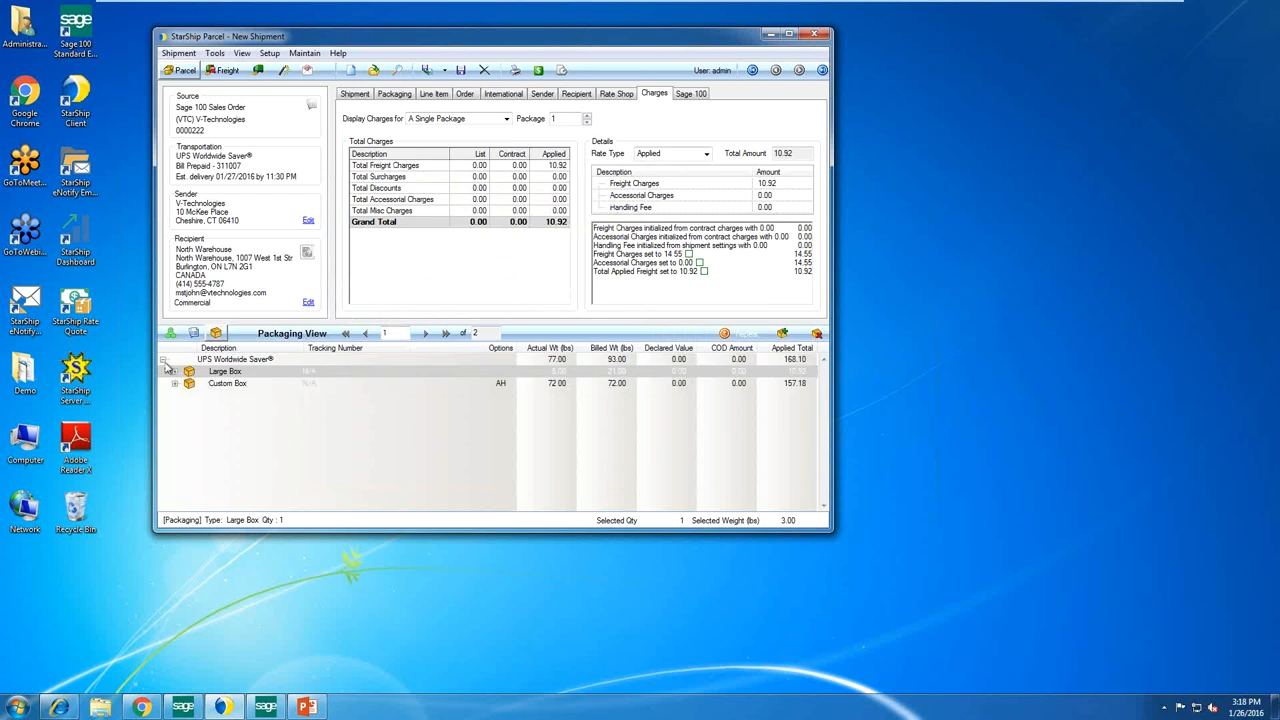 Administra...
Sage 100
Standard E...
Google
Chrome
StarShip
Client
GoToMeet...
StarShip
eNotify Em...
GoToWebi...
StarShip
Dashboard
StarShip
eNotify...
StarShip Rate
Quote
Demo
StarShip
Server ...
Computer
Adobe
Reader X
Network
Recycle Bin
StarShip Parcel - New Shipment
Shipment Tools View Setup Maintain Help
Parcel Freight User: admin
Source
Sage 100 Sales Order
(VTC) V-Technologies
0000222
Transportation
UPS Worldwide Saver®
Bill Prepaid - 311007
Est. delivery 01/27/2016 by 11:30 PM
Sender
V-Technologies
10 McKee Place
Cheshire, CT 06410 Edit
Recipient
North Warehouse
North Warehouse, 1007 West 1st Str
Burlington, ON L7N 2G1
CANADA
(414) 555-4787
mstjohn@vtechnologies.com
Commercial Edit
Shipment Packaging Line Item Order International Sender Recipient Rate Shop Charges Sage 100
Display Charges for A Single Package Package 1
Total Charges
Description List Contract Applied
Total Freight Charges 0.00 0.00 10.92
Total Surcharges 0.00 0.00 0.00
Total Discounts 0.00 0.00 0.00
Total Accessorial Charges 0.00 0.00 0.00
Total Misc Charges 0.00 0.00 0.00
Grand Total 0.00 0.00 10.92
Details
Rate Type Applied Total Amount 10.92
Description Amount
Freight Charges 10.92
Accessorial Charges 0.00
Handling Fee 0.00
Freight Charges initialized from contract charges with 0.00 0.00
Accessorial Charges initialized from contract charges with 0.00 0.00
Handling Fee initialized from shipment settings with 0.00 0.00
Freight Charges set to 14.55 14.55
Accessorial Charges set to 0.00 14.55
Total Applied Freight set to 10.92 10.92
Packaging View 1 of 2
Description Tracking Number Options Actual Wt (lbs) Billed Wt (lbs) Declared Value COD Amount Applied Total
UPS Worldwide Saver® 77.00 93.00 0.00 0.00 168.10
Large Box N/A 5.00 21.00 0.00 0.00 10.92
Custom Box N/A AH 72.00 72.00 0.00 0.00 157.18
[Packaging] Type: Large Box Qty : 1 Selected Qty 1 Selected Weight (lbs) 3.00
3:18 PM
1/26/2016